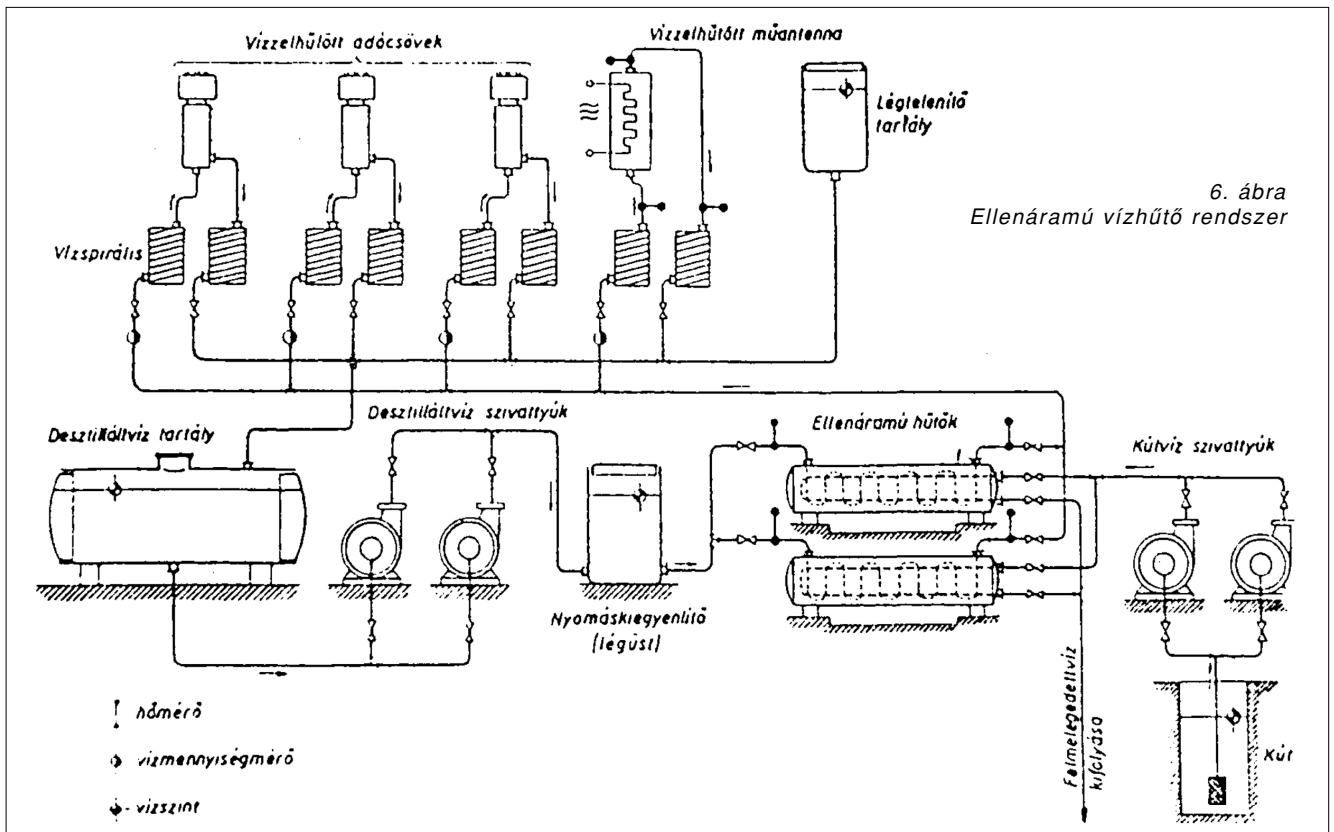 Vízzelhűlött adócsövek
Vízzelhűtött műantenna
Légtelenítő
tartály
6. ábra
Ellenáramú vízhűtő rendszer
Vízspirális
Desztilláltvíz tartály
Desztilláltvíz szivattyúk
Ellenáramú hűtők
Kútvíz szivattyúk
Nyomáskiegyenlítő
(légüst)
Felmelegedettvíz
kifolyása
Kút
hőmérő
vízmennyiségmérő
vízszint